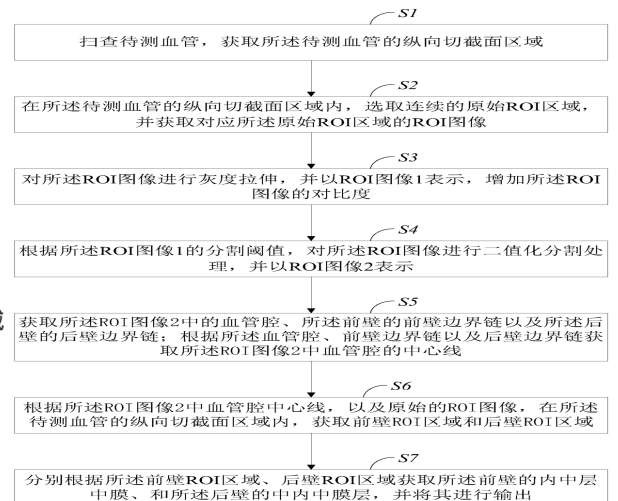 S1
扫查待测血管，获取所述待测血管的纵向切截面区域
S2
在所述待测血管的纵向切截面区域内，选取连续的原始ROI区域，
并获取对应所述原始ROI区域的ROI图像
S3
对所述ROI图像进行灰度拉伸，并以ROI图像1表示，增加所述ROI
图像的对比度
S4
根据所述ROI图像1的分割阈值，对所述ROI图像进行二值化分割处
理，并以ROI图像2表示
S5
获取所述ROI图像2中的血管腔、所述前壁的前壁边界链以及所述后
壁的后壁边界链；根据所述血管腔、前壁边界链以及后壁边界链获
取所述ROI图像2中血管腔的中心线
S6
根据所述ROI图像2中血管腔中心线，以及原始的ROI图像，在所述
待测血管的纵向切截面区域内，获取前壁ROI区域和后壁ROI区域
S7
分别根据所述前壁ROI区域、后壁ROI区域获取所述前壁的内中层
中膜、和所述后壁的中内中膜层，并将其进行输出